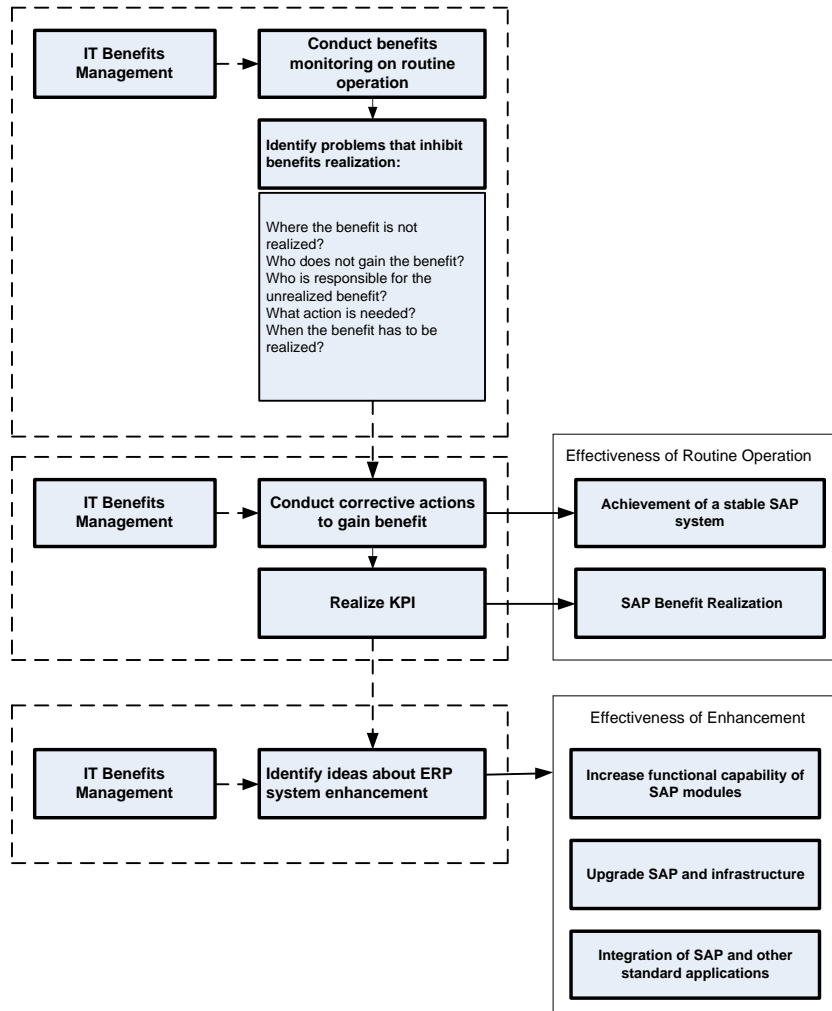 IT Benefits
Management
Conduct benefits
monitoring on routine
operation
Identify problems that inhibit
benefits realization:
Where the benefit is not
realized?
Who does not gain the benefit?
Who is responsible for the
unrealized benefit?
What action is needed?
When the benefit has to be
realized?
IT Benefits
Management
Conduct corrective actions
to gain benefit
Realize KPI
Effectiveness of Routine Operation
Achievement of a stable SAP
system
SAP Benefit Realization
IT Benefits
Management
Identify ideas about ERP
system enhancement
Effectiveness of Enhancement
Increase functional capability of
SAP modules
Upgrade SAP and infrastructure
Integration of SAP and other
standard applications